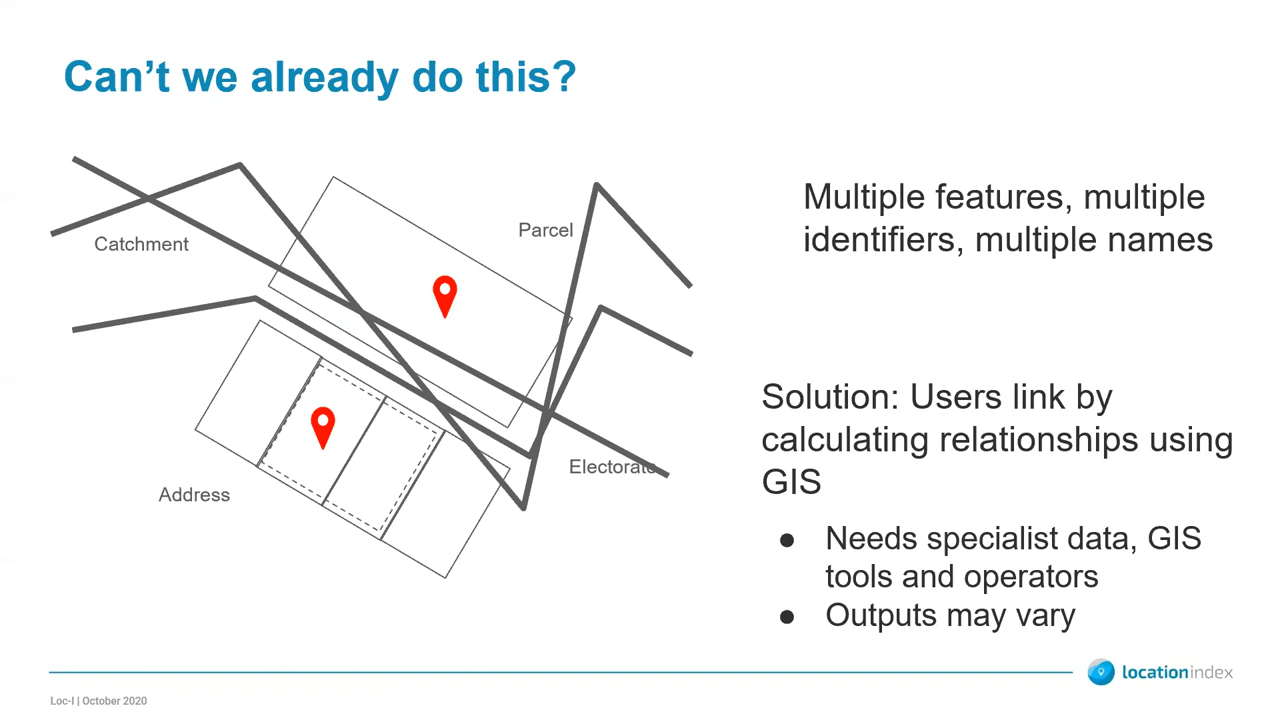 Can't we already do this?
Catchment
Parcel
Electorate
Address
Multiple features, multiple
identifiers, multiple names
Solution: Users link by
calculating relationships using
GIS
● Needs specialist data, GIS
tools and operators
● Outputs may vary
locationindex
Loc-I | October 2020